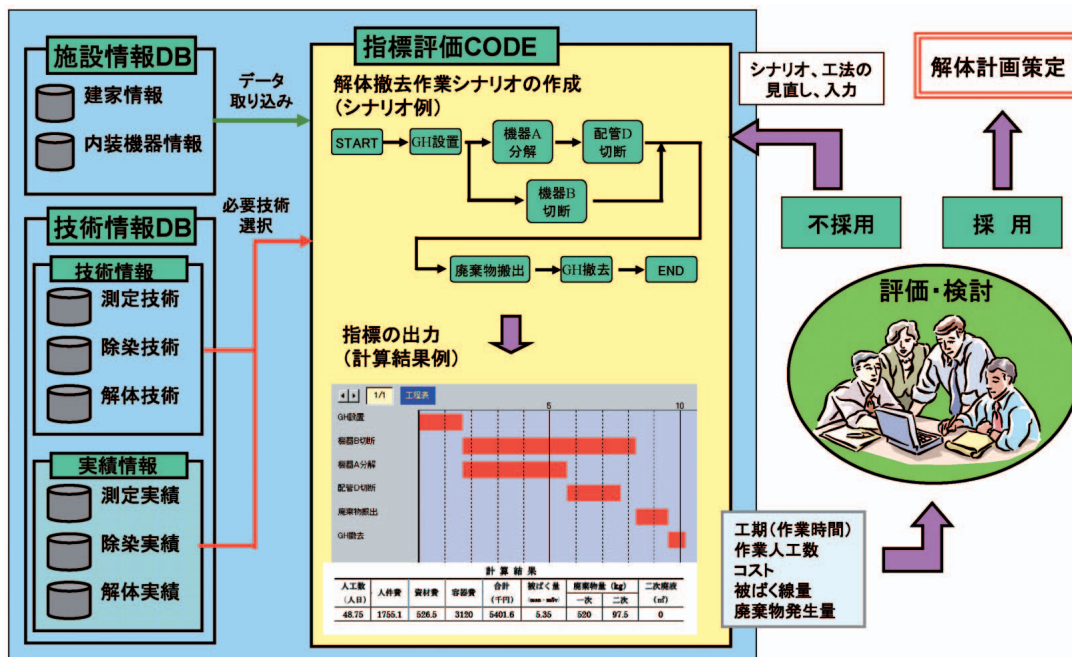 施設情報DB
建家情報
内装機器情報
データ
取り込み
技術情報DB
必要技術
選択
技術情報
測定技術
除染技術
解体技術
実績情報
測定実績
除染実績
解体実績
指標評価CODE
解体撤去作業シナリオの作成
(シナリオ例)
START
GH設置
機器A
分解
配管D
切断
機器B
切断
廃棄物搬出
GH撤去
END
指標の出力
(計算結果例)
1/1
工程表
5
10
GH設置
機器B切断
機器A分解
配管D切断
廃棄物搬出
GH撤去
計算結果
人工数 人件費 資材費 容器費 合計 被ばく量 廃棄物量 (kg) 二次廃液
(人日) (千円) (man・mSv) 一次 二次 (㎥)
48.75 1755.1 526.5 3120 5401.6 5.35 520 97.5 0
シナリオ、工法の
見直し、入力
解体計画策定
不採用
採 用
評価・検討
工期(作業時間)
作業人工数
コスト
被ばく線量
廃棄物発生量